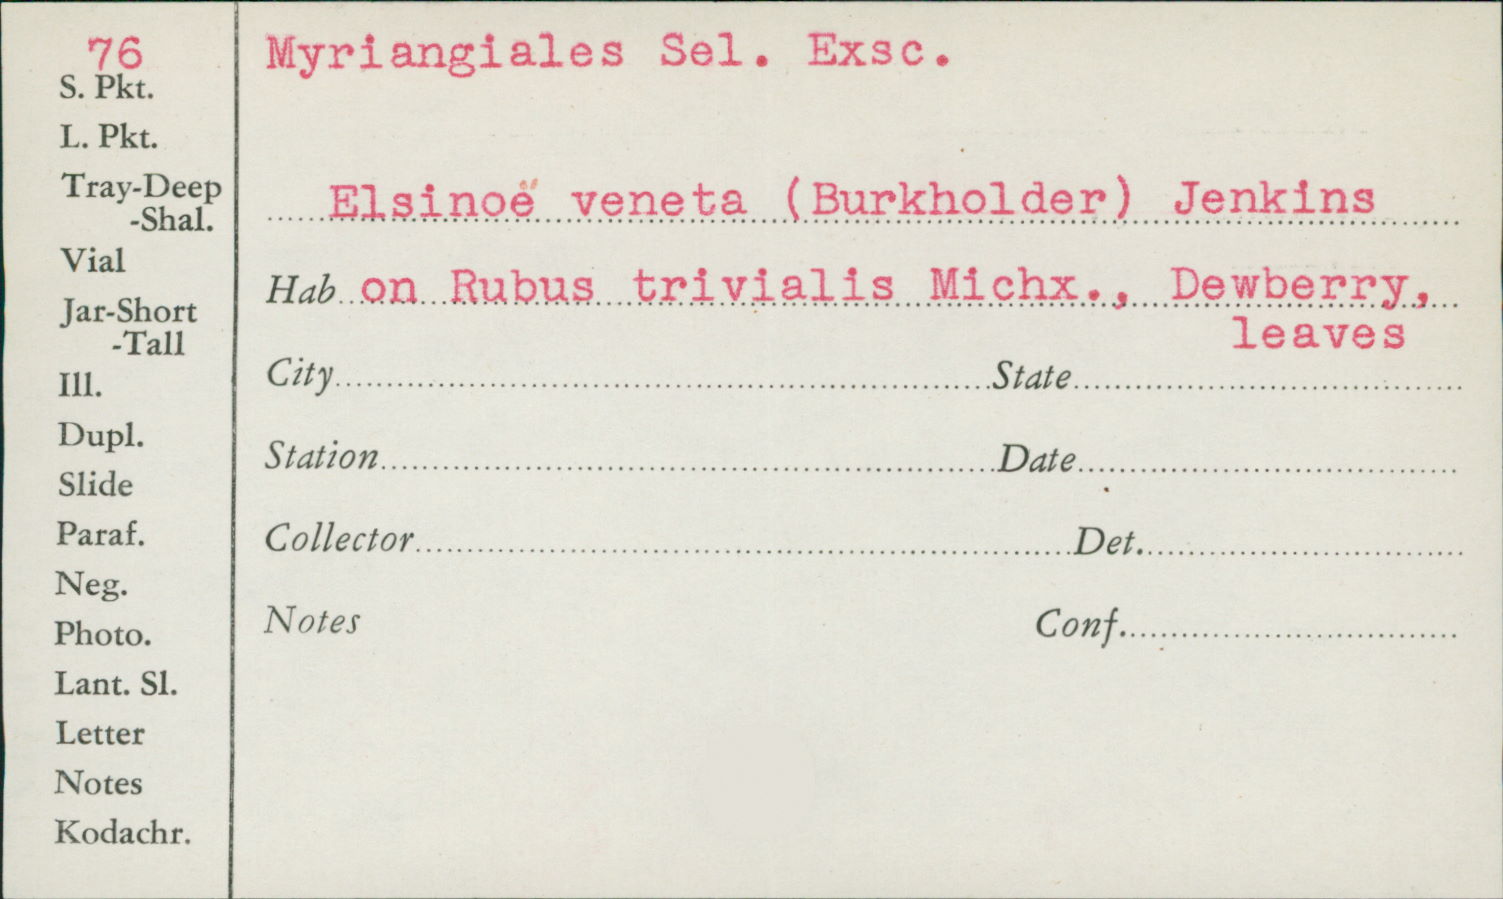 76
S. Pkt.
L. Pkt.
Tray-Deep
-Shal.
Vial
Jar-Short
-Tall
Ill.
Dupl.
Slide
Paraf.
Neg.
Photo.
Lant. Sl.
Letter
Notes
Kodachr.
Myriangiales Sel. Exsc.
Elsinoë veneta (Burkholder) Jenkins
Hab on Rubus trivialis Michx., Dewberry,
leaves
City State
Station Date
Collector Det.
Notes Conf.